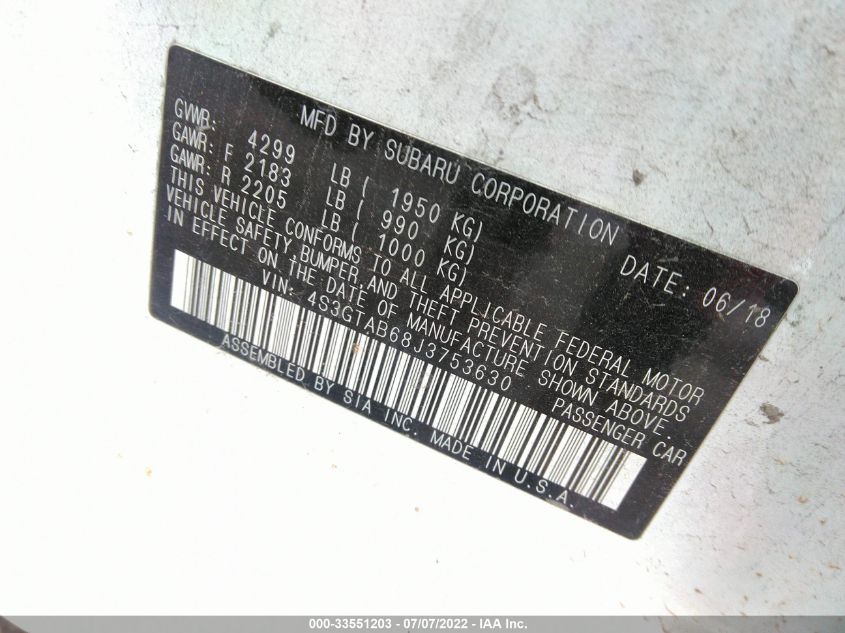 MFD BY SUBARU CORPORATION DATE: 06/18
GVWR: 4299 LB ( 1950 KG)
GAWR: F 2183 LB ( 990 KG)
GAWR: R 2205 LB ( 1000 KG)
THIS VEHICLE CONFORMS TO ALL APPLICABLE FEDERAL MOTOR
VEHICLE SAFETY, BUMPER, AND THEFT PREVENTION STANDARDS
IN EFFECT ON THE DATE OF MANUFACTURE SHOWN ABOVE.
VIN: 4S3GTAB68J3753630 PASSENGER CAR
ASSEMBLED BY SIA INC. MADE IN U.S.A.
000-33551203 - 07/07/2022 - IAA Inc.